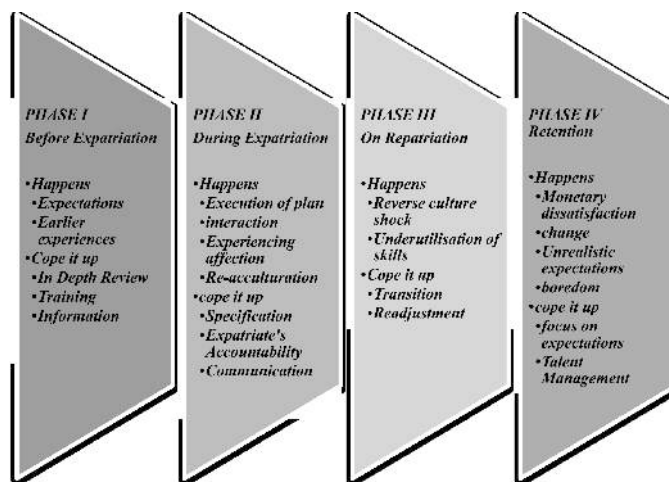 PHASE I
Before Expatriation
•Happens
•Expectations
•Earlier
experiences
•Cope it up
•In Depth Review
•Training
•Information
PHASE II
During Expatriation
•Happens
•Execution of plan
•interaction
•Experiencing
affection
•Re-acculturation
•cope it up
•Specification
•Expatriate's
Accountability
•Communication
PHASE III
On Repatriation
•Happens
•Reverse culture
shock
•Underutilisation of
skills
•Cope it up
•Transition
•Readjustment
PHASE IV
Retention
•Happens
•Monetary
dissatisfaction
•change
•Unrealistic
expectations
•boredom
•cope it up
•focus on
expectations
•Talent
Management